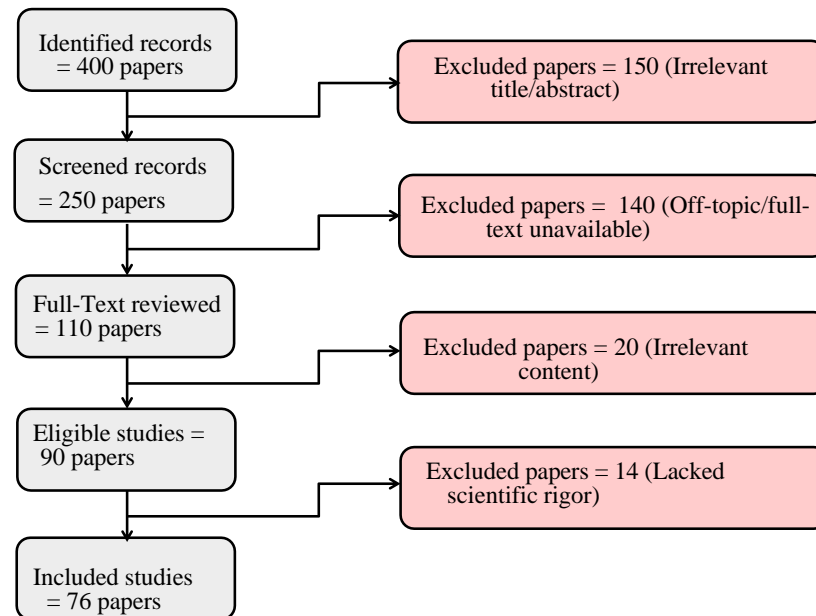 Identified records
= 400 papers
Excluded papers = 150 (Irrelevant
title/abstract)
Screened records
= 250 papers
Excluded papers =  140 (Off-topic/full-
text unavailable)
Full-Text reviewed
= 110 papers
Excluded papers = 20 (Irrelevant
content)
Eligible studies =
90 papers
Excluded papers = 14 (Lacked
scientific rigor)
Included studies
= 76 papers